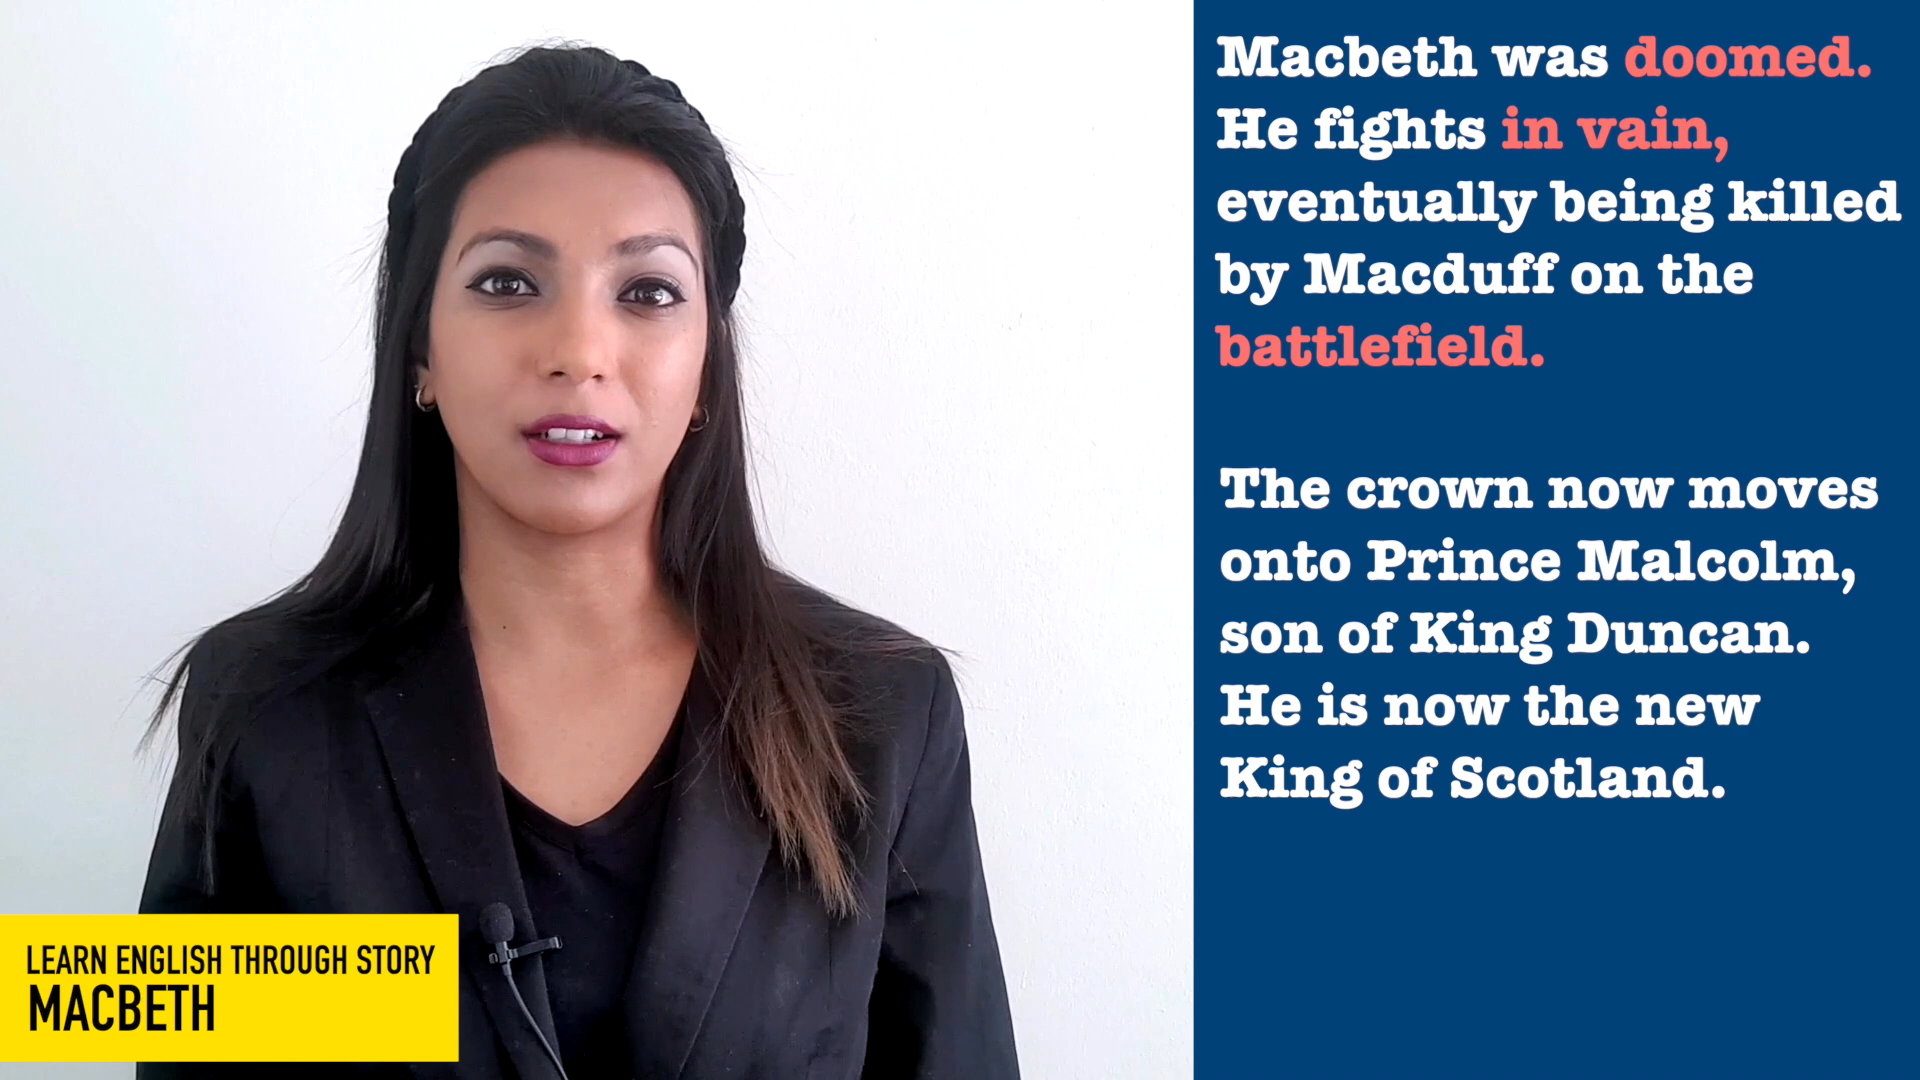 Macbeth was doomed.
He fights in vain,
eventually being killed
by Macduff on the
battlefield.
The crown now moves
onto Prince Malcolm,
son of King Duncan.
He is now the new
King of Scotland.
LEARN ENGLISH THROUGH STORY
MACBETH